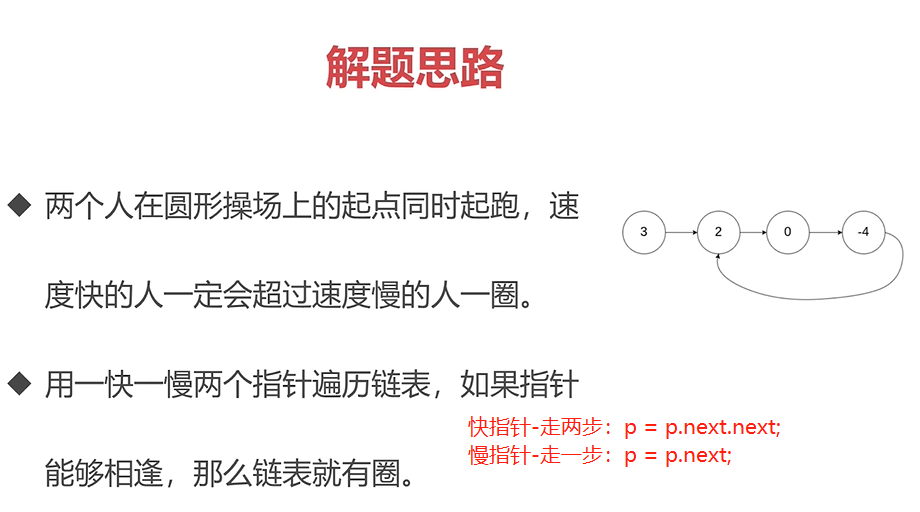 解题思路
◆ 两个人在圆形操场上的起点同时起跑，速
度快的人一定会超过速度慢的人一圈。
3 2 0 -4
◆ 用一快一慢两个指针遍历链表，如果指针
能够相逢，那么链表就有圈。
快指针-走两步：p = p.next.next;
慢指针-走一步：p = p.next;